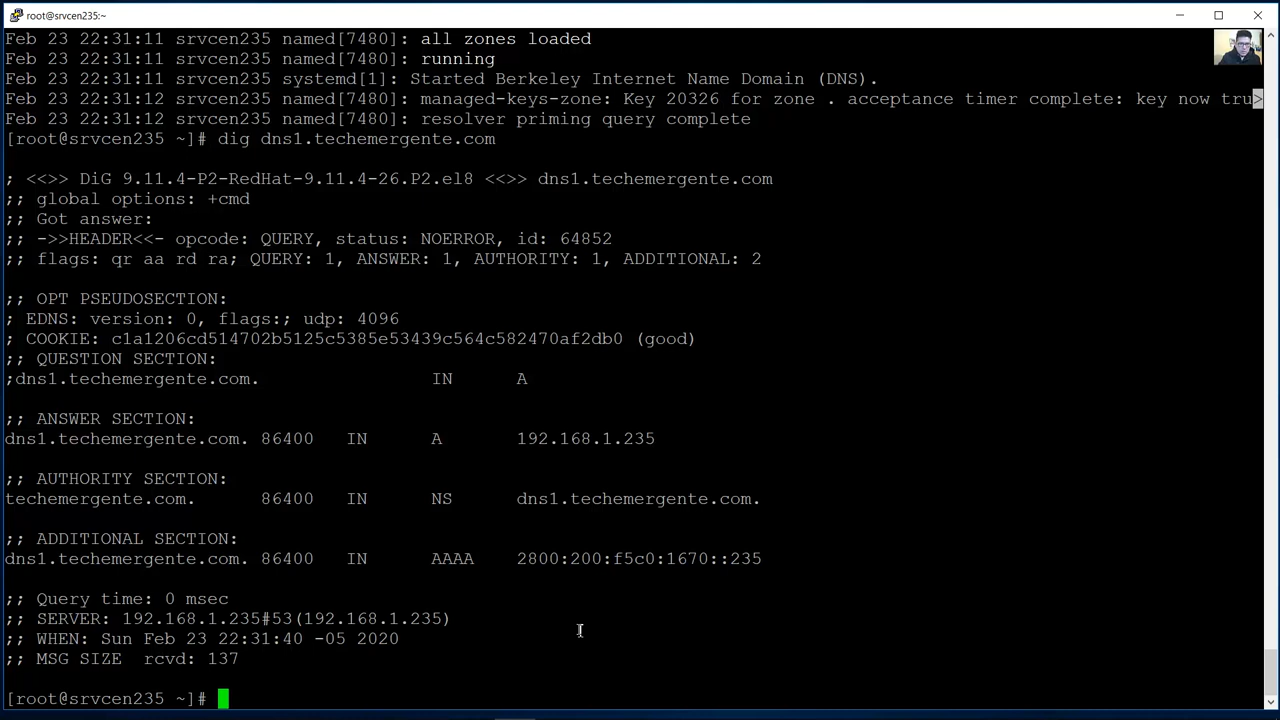 root@srvcen235:~
Feb 23 22:31:11 srvcen235 named[7480]: all zones loaded
Feb 23 22:31:11 srvcen235 named[7480]: running
Feb 23 22:31:11 srvcen235 systemd[1]: Started Berkeley Internet Name Domain (DNS).
Feb 23 22:31:12 srvcen235 named[7480]: managed-keys-zone: Key 20326 for zone . acceptance timer complete: key now tru>
Feb 23 22:31:12 srvcen235 named[7480]: resolver priming query complete
[root@srvcen235 ~]# dig dns1.techemergente.com
; <<>> DiG 9.11.4-P2-RedHat-9.11.4-26.P2.el8 <<>> dns1.techemergente.com
;; global options: +cmd
;; Got answer:
;; ->>HEADER<<- opcode: QUERY, status: NOERROR, id: 64852
;; flags: qr aa rd ra; QUERY: 1, ANSWER: 1, AUTHORITY: 1, ADDITIONAL: 2
;; OPT PSEUDOSECTION:
; EDNS: version: 0, flags:; udp: 4096
; COOKIE: c1a1206cd514702b5125c5385e53439c564c582470af2db0 (good)
;; QUESTION SECTION:
;dns1.techemergente.com. IN A
;; ANSWER SECTION:
dns1.techemergente.com. 86400 IN A 192.168.1.235
;; AUTHORITY SECTION:
techemergente.com. 86400 IN NS dns1.techemergente.com.
;; ADDITIONAL SECTION:
dns1.techemergente.com. 86400 IN AAAA 2800:200:f5c0:1670::235
;; Query time: 0 msec
;; SERVER: 192.168.1.235#53(192.168.1.235)
;; WHEN: Sun Feb 23 22:31:40 -05 2020
;; MSG SIZE rcvd: 137
[root@srvcen235 ~]#